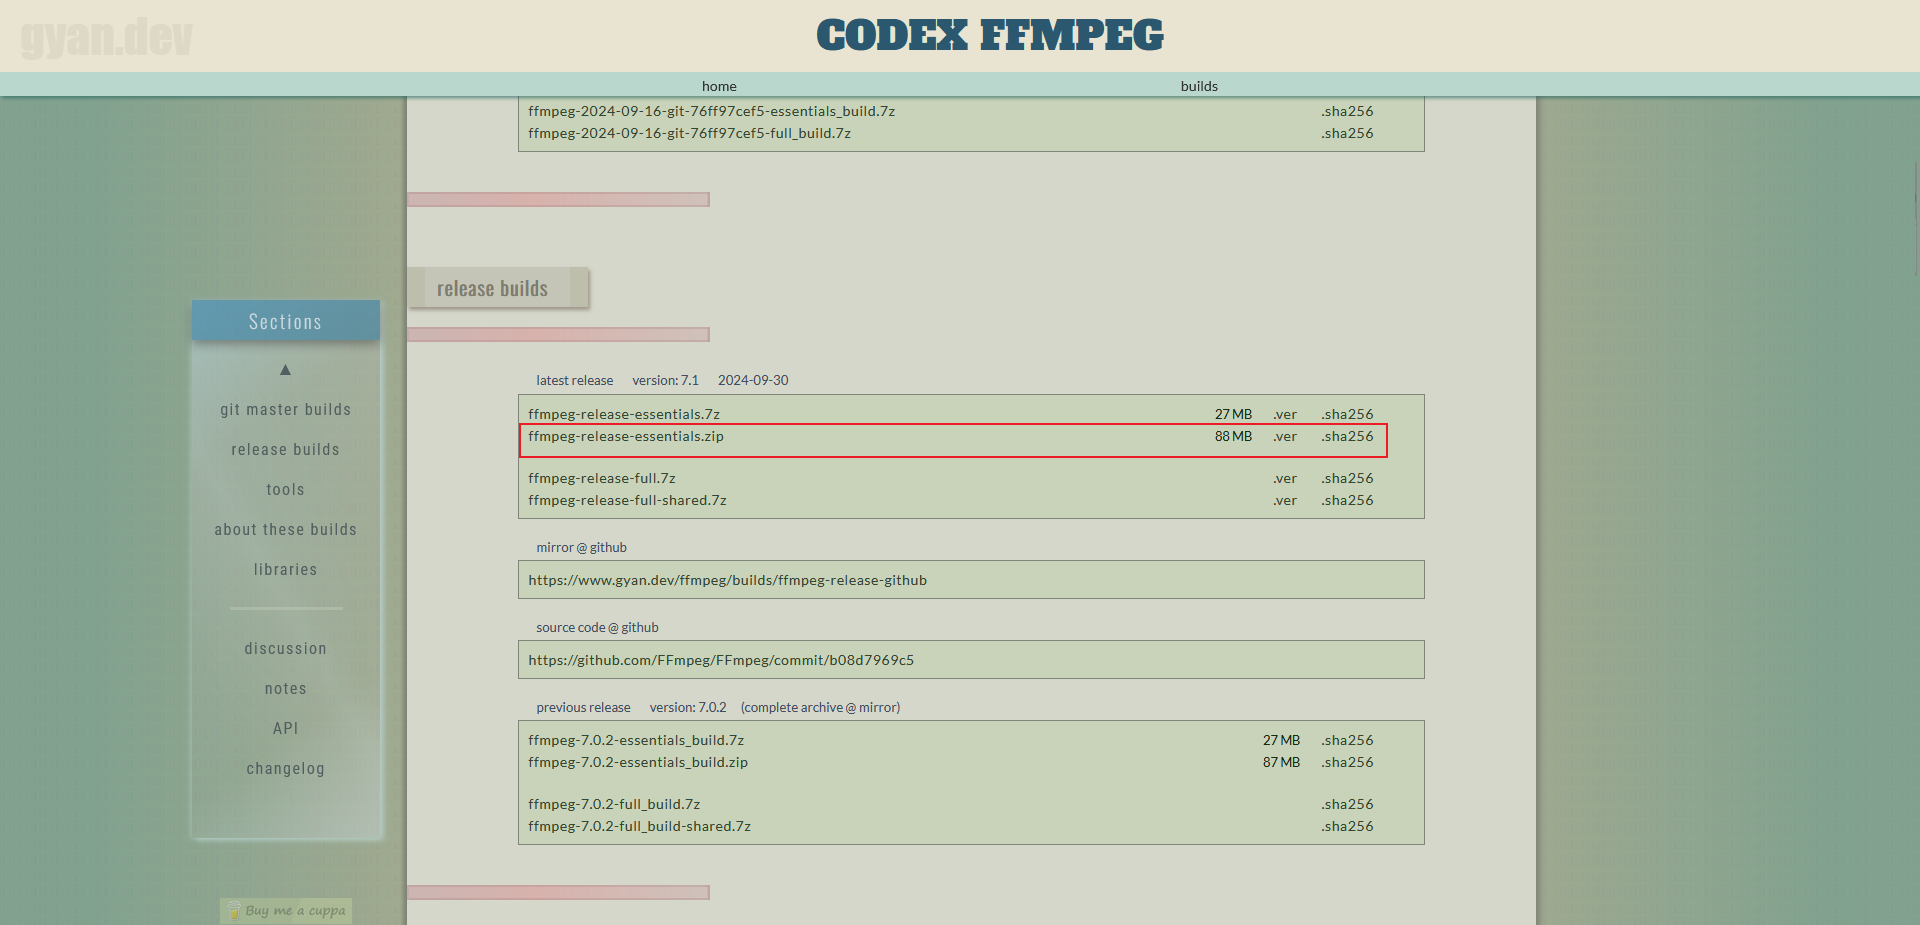 gyan.dev
CODEX FFMPEG
home builds
ffmpeg-2024-09-16-git-76ff97cef5-essentials_build.7z .sha256
ffmpeg-2024-09-16-git-76ff97cef5-full_build.7z .sha256
release builds
Sections
▲
git master builds
release builds
tools
about these builds
libraries
discussion
notes
API
changelog
Buy me a cuppa
latest release version: 7.1 2024-09-30
ffmpeg-release-essentials.7z 27 MB .ver .sha256
ffmpeg-release-essentials.zip 88 MB .ver .sha256
ffmpeg-release-full.7z .ver .sha256
ffmpeg-release-full-shared.7z .ver .sha256
mirror @ github
https://www.gyan.dev/ffmpeg/builds/ffmpeg-release-github
source code @ github
https://github.com/FFmpeg/FFmpeg/commit/b08d7969c5
previous release version: 7.0.2 (complete archive @ mirror)
ffmpeg-7.0.2-essentials_build.7z 27 MB .sha256
ffmpeg-7.0.2-essentials_build.zip 87 MB .sha256
ffmpeg-7.0.2-full_build.7z .sha256
ffmpeg-7.0.2-full_build-shared.7z .sha256